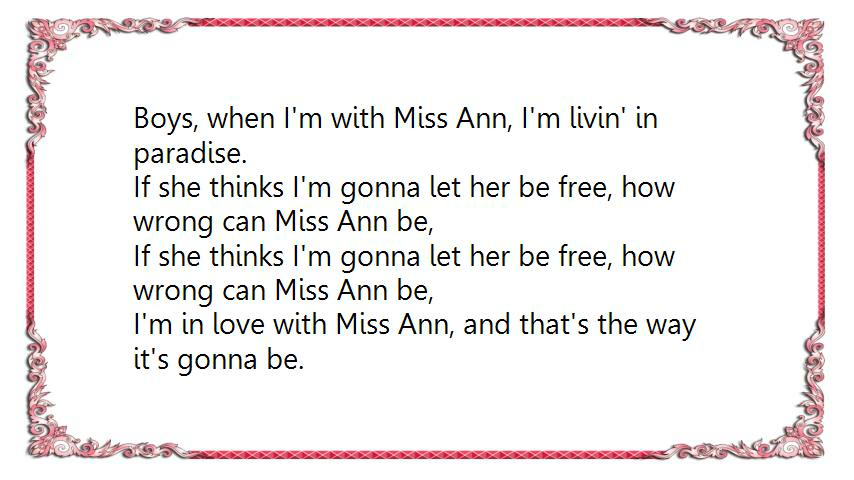 Boys, when I'm with Miss Ann, I'm livin' in
paradise.
If she thinks I'm gonna let her be free, how
wrong can Miss Ann be,
If she thinks I'm gonna let her be free, how
wrong can Miss Ann be,
I'm in love with Miss Ann, and that's the way
it's gonna be.